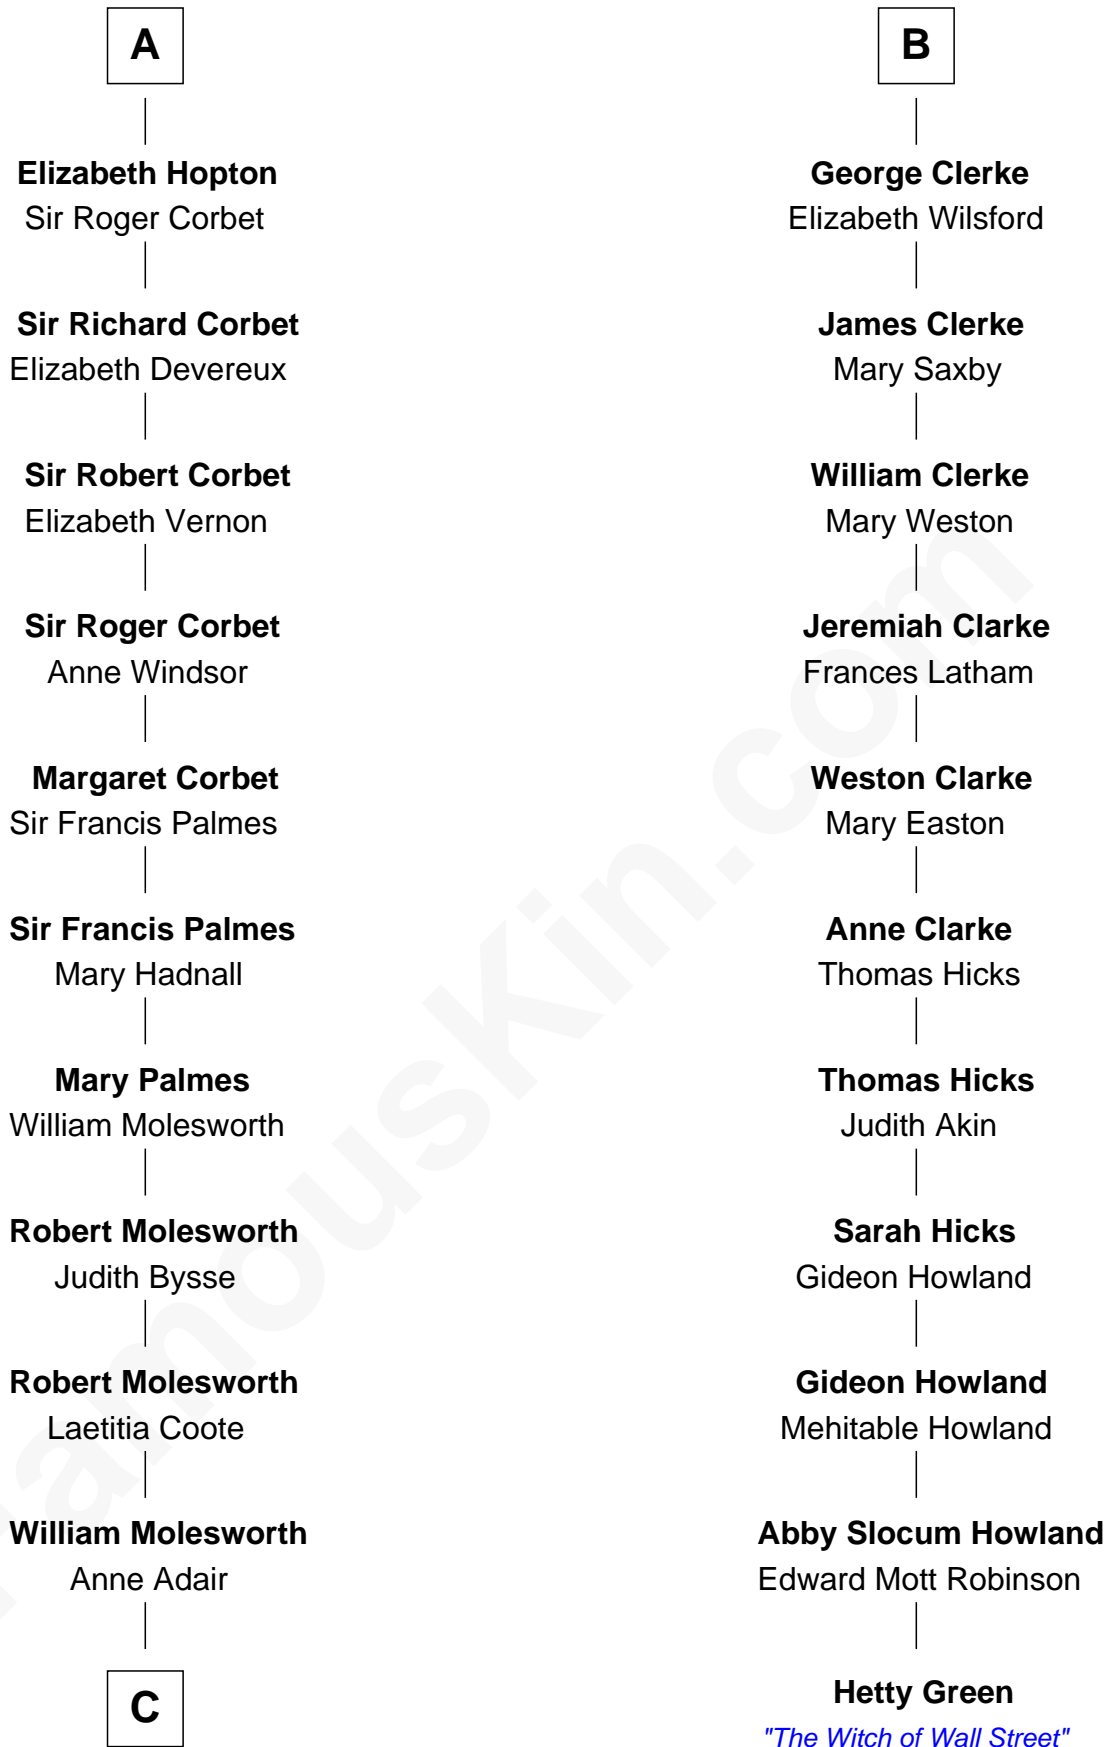 A
Elizabeth Hopton
Sir Roger Corbet
Sir Richard Corbet
Elizabeth Devereux
Sir Robert Corbet
Elizabeth Vernon
Sir Roger Corbet
Anne Windsor
Margaret Corbet
Sir Francis Palmes
Sir Francis Palmes
Mary Hadnall
Mary Palmes
William Molesworth
Robert Molesworth
Judith Bysse
Robert Molesworth
Laetitia Coote
William Molesworth
Anne Adair
C
B
George Clerke
Elizabeth Wilsford
James Clerke
Mary Saxby
William Clerke
Mary Weston
Jeremiah Clarke
Frances Latham
Weston Clarke
Mary Easton
Anne Clarke
Thomas Hicks
Thomas Hicks
Judith Akin
Sarah Hicks
Gideon Howland
Gideon Howland
Mehitable Howland
Abby Slocum Howland
Edward Mott Robinson
Hetty Green
"The Witch of Wall Street"
FamousKin.com